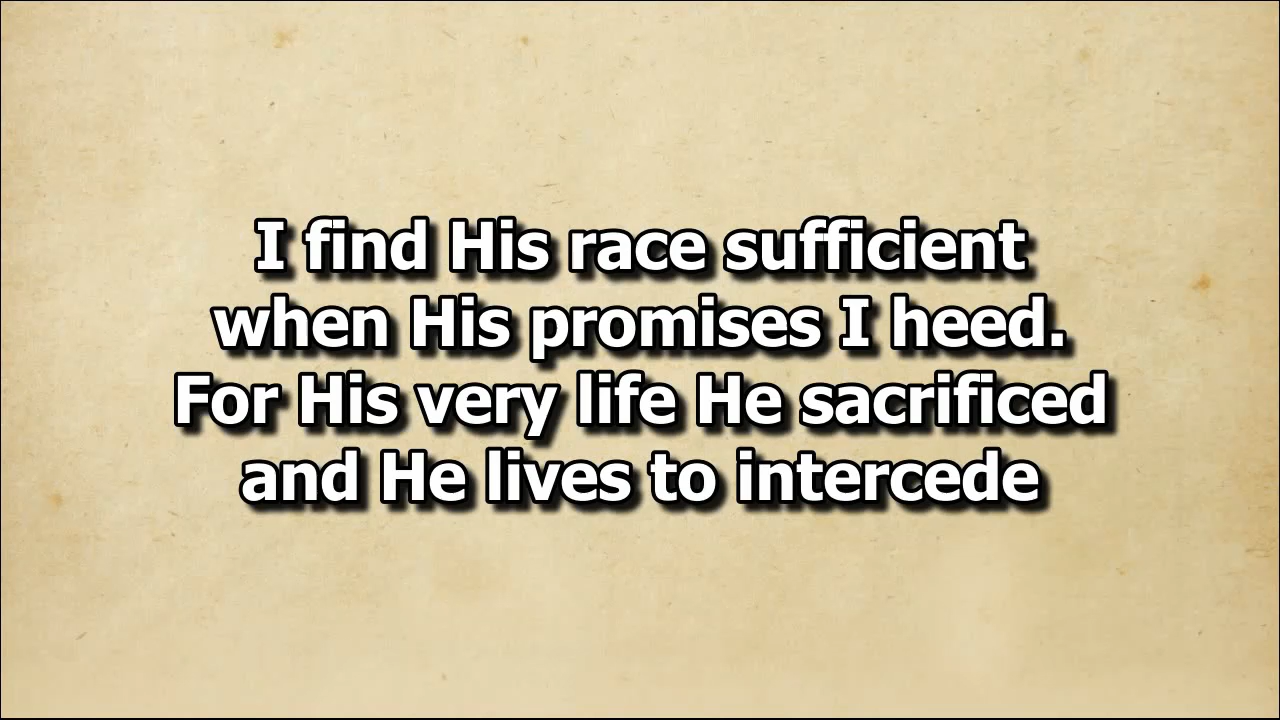 I find His race sufficient
when His promises I heed.
For His very life He sacrificed
and He lives to intercede